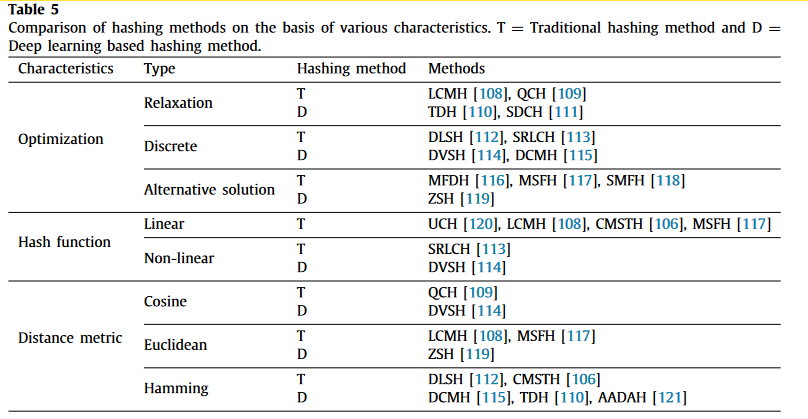 Table 5
Comparison of hashing methods on the basis of various characteristics. T = Traditional hashing method and D =
Deep learning based hashing method.
Characteristics Type Hashing method Methods
Optimization
Relaxation
T LCMH [108], QCH [109]
D TDH [110], SDCH [111]
Discrete
T DLSH [112], SRLCH [113]
D DVSH [114], DCMH [115]
Alternative solution
T MFDH [116], MSFH [117], SMFH [118]
D ZSH [119]
Hash function
Linear T UCH [120], LCMH [108], CMSTH [106], MSFH [117]
Non-linear
T SRLCH [113]
D DVSH [114]
Distance metric
Cosine
T QCH [109]
D DVSH [114]
Euclidean
T LCMH [108], MSFH [117]
D ZSH [119]
Hamming
T DLSH [112], CMSTH [106]
D DCMH [115], TDH [110], AADAH [121]